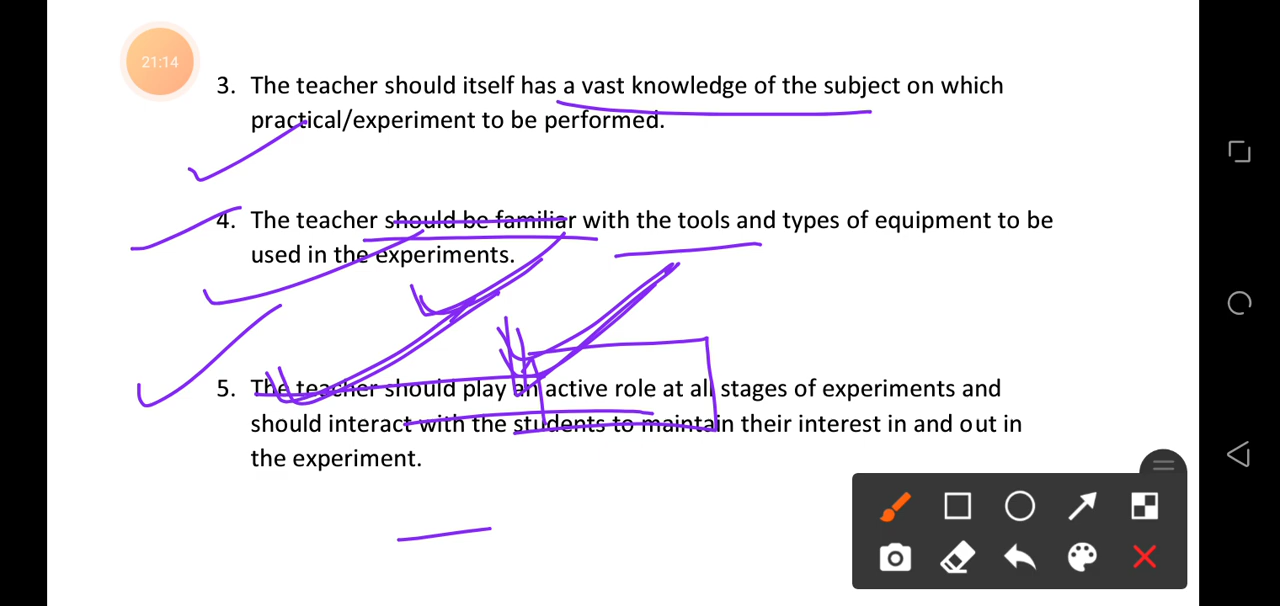 21:14
3. The teacher should itself has a vast knowledge of the subject on which
practical/experiment to be performed.
4. The teacher should be familiar with the tools and types of equipment to be
used in the experiments.
5. The teacher should play an active role at all stages of experiments and
should interact with the students to maintain their interest in and out in
the experiment.